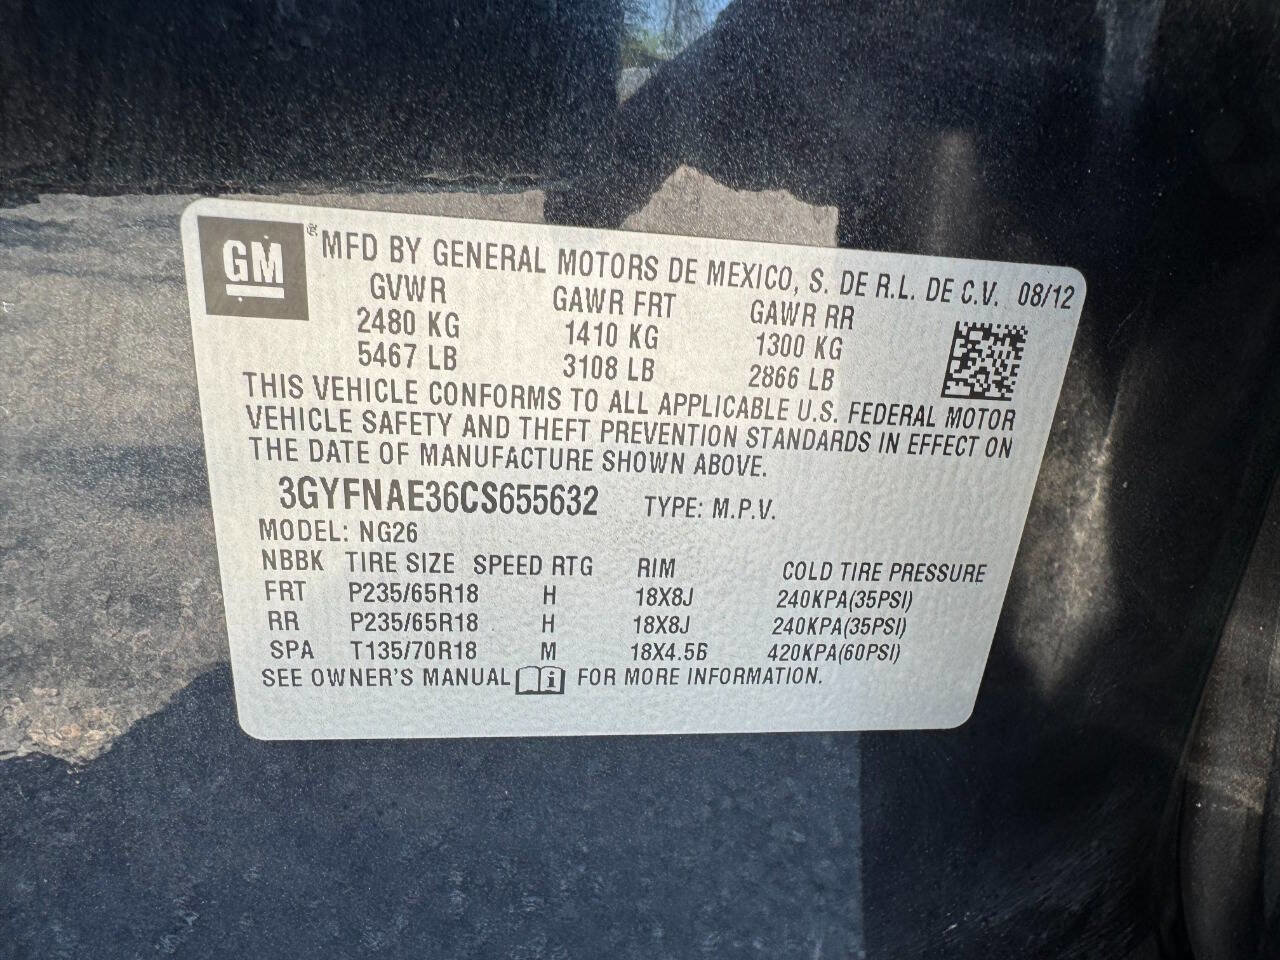 GM
® MFD BY GENERAL MOTORS DE MEXICO, S. DE R.L. DE C.V. 08/12
GVWR GAWR FRT GAWR RR
2480 KG 1410 KG 1300 KG
5467 LB 3108 LB 2866 LB
THIS VEHICLE CONFORMS TO ALL APPLICABLE U.S. FEDERAL MOTOR
VEHICLE SAFETY AND THEFT PREVENTION STANDARDS IN EFFECT ON
THE DATE OF MANUFACTURE SHOWN ABOVE.
3GYFNAE36CS655632 TYPE: M.P.V.
MODEL: NG26
NBBK TIRE SIZE SPEED RTG RIM COLD TIRE PRESSURE
FRT P235/65R18 H 18X8J 240KPA(35PSI)
RR P235/65R18 H 18X8J 240KPA(35PSI)
SPA T135/70R18 M 18X4.5B 420KPA(60PSI)
SEE OWNER'S MANUAL i FOR MORE INFORMATION.